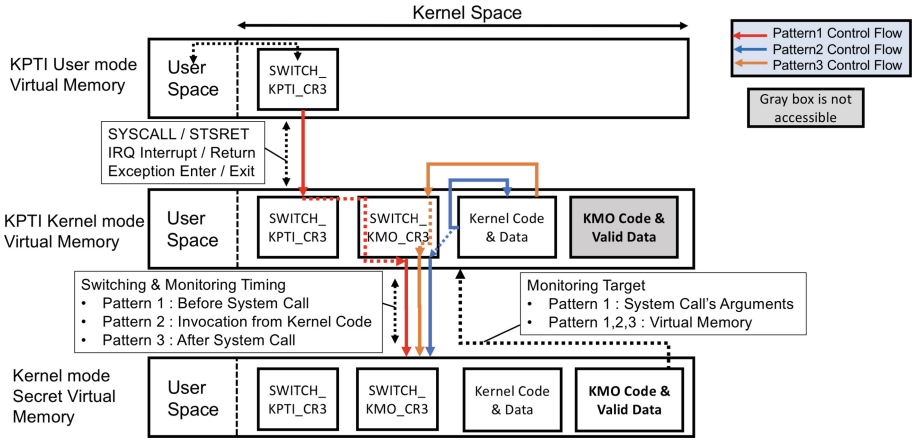 Kernel Space
Pattern1 Control Flow
Pattern2 Control Flow
Pattern3 Control Flow
Gray box is not
accessible
KPTI User mode
Virtual Memory
User
Space
SWITCH_
KPTI_CR3
SYSCALL / STSRET
IRQ Interrupt / Return
Exception Enter / Exit
KPTI Kernel mode
Virtual Memory
User
Space
SWITCH_
KPTI_CR3
SWITCH_
KMO_CR3
Kernel Code
& Data
KMO Code &
Valid Data
Switching & Monitoring Timing
• Pattern 1 : Before System Call
• Pattern 2 : Invocation from Kernel Code
• Pattern 3 : After System Call
Monitoring Target
• Pattern 1 : System Call's Arguments
• Pattern 1,2,3 : Virtual Memory
Kernel mode
Secret Virtual
Memory
User
Space
SWITCH_
KPTI_CR3
SWITCH_
KMO_CR3
Kernel Code
& Data
KMO Code &
Valid Data